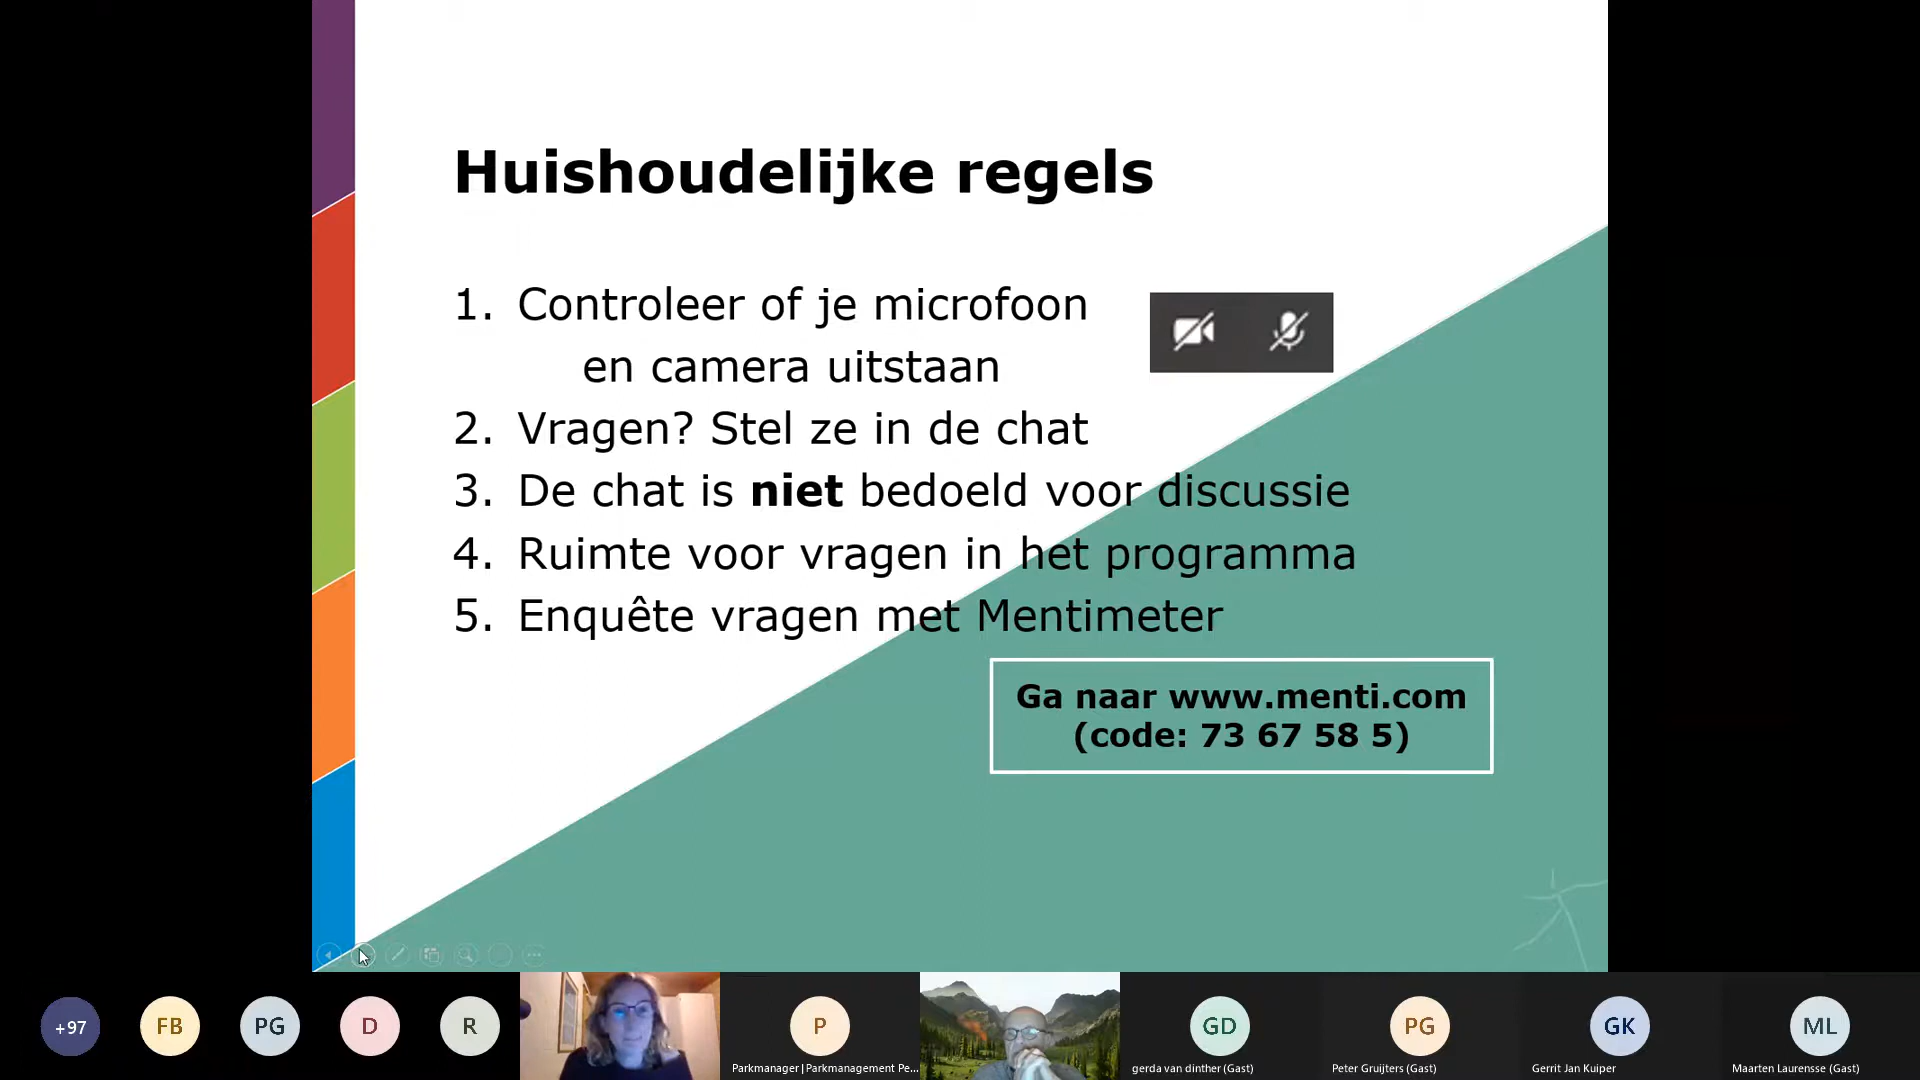 Huishoudelijke regels
1. Controleer of je microfoon
en camera uitstaan
2. Vragen? Stel ze in de chat
3. De chat is niet bedoeld voor discussie
4. Ruimte voor vragen in het programma
5. Enquête vragen met Mentimeter
Ga naar www.menti.com
(code: 73 67 58 5)
+97
FB
PG
D
R
P
Parkmanager | Parkmanagement Pe...
GD
gerda van dinther (Gast)
PG
Peter Gruijters (Gast)
GK
Gerrit Jan Kuiper
ML
Maarten Laurensse (Gast)